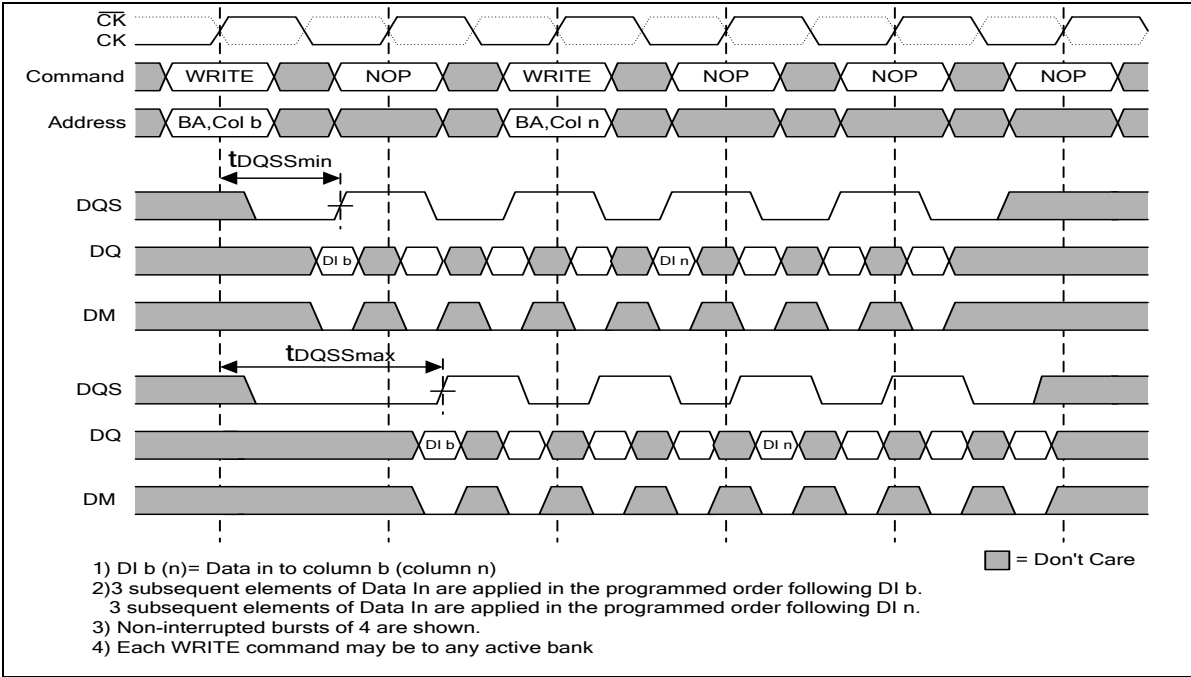 CK
CK
Command WRITE NOP WRITE NOP NOP NOP
Address BA,Col b BA,Col n
tDQSSmin
DQS
DQ DI b DI n
DM
tDQSSmax
DQS
DQ DI b DI n
DM
= Don't Care
1) DI b (n)= Data in to column b (column n)
2)3 subsequent elements of Data In are applied in the programmed order following DI b.
3 subsequent elements of Data In are applied in the programmed order following DI n.
3) Non-interrupted bursts of 4 are shown.
4) Each WRITE command may be to any active bank